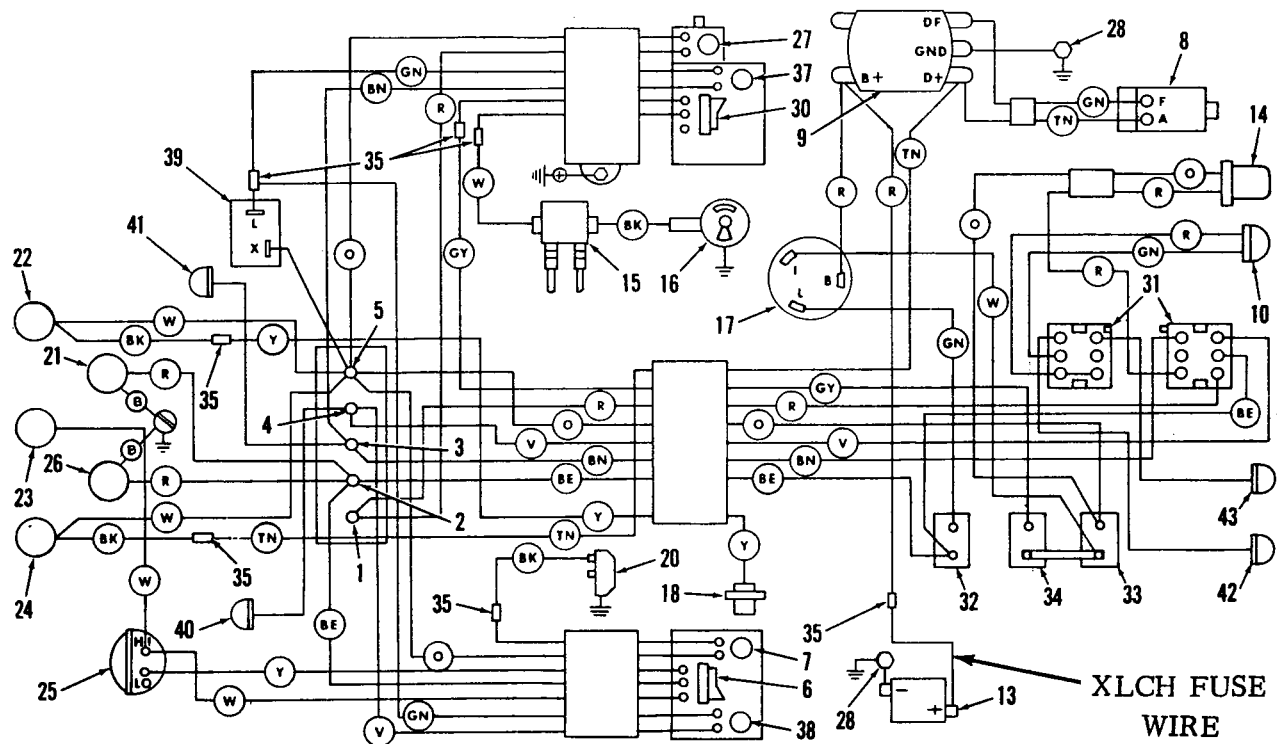 DF
GND
B+
D+
28
8
F
A
GN
TN
27
37
30
9
GN
BN
R
35
39
L
X
W
O
GY
BK
15
16
TN
R
R
14
O
R
R
GN
R
10
31
I
L
B
17
O
W
GN
41
22
W
BK
Y
35
21
R
B
5
4
3
2
1
23
26
B
R
W
24
BK
35
TN
R
O
V
BN
BE
Y
TN
GY
R
O
V
BN
BE
Y
18
BE
43
42
32
34
33
W
40
BE
BK
20
35
25
HI
LO
Y
W
O
GN
V
7
6
38
35
28
-
+
13
XLCH FUSE
WIRE